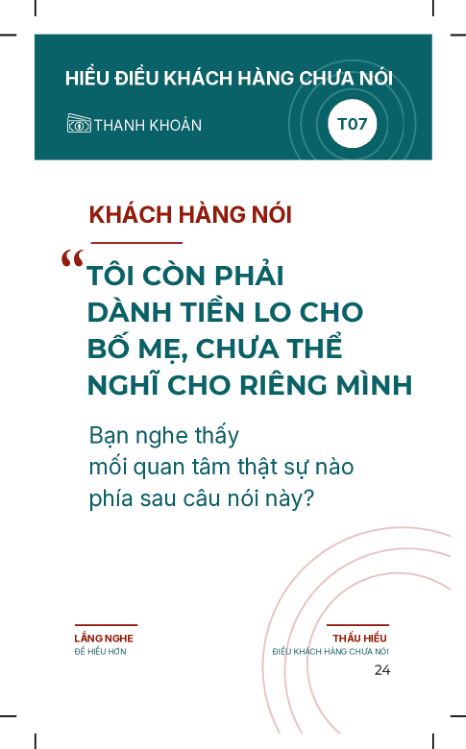 HIỂU ĐIỀU KHÁCH HÀNG CHƯA NÓI
THANH KHOẢN
T07
KHÁCH HÀNG NÓI
“TÔI CÒN PHẢI
DÀNH TIỀN LO CHO
BỐ MẸ, CHƯA THỂ
NGHĨ CHO RIÊNG MÌNH
Bạn nghe thấy
mối quan tâm thật sự nào
phía sau câu nói này?
LẮNG NGHE
ĐỂ HIỂU HƠN
THẤU HIỂU
ĐIỀU KHÁCH HÀNG CHƯA NÓI
24